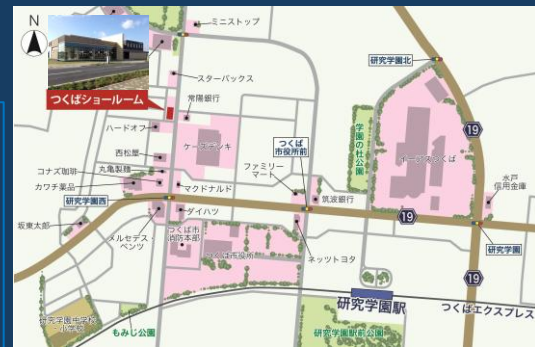 N
ミニストップ
スターバックス
研究学園北
つくばショールーム
常陽銀行
ハードオフ
ケーズデンキ
学園の杜公園
イーアスつくば
19
西松屋
つくば
市役所前
丸亀製麺
コナズ珈琲
カワチ薬品
マクドナルド
ファミリー
マート
筑波銀行
水戸
信用金庫
研究学園西
ダイハツ
19
坂東太郎
メルセデス・
ベンツ
つくば市
消防本部
つくば市役所
ネッツトヨタ
研究学園
19
研究学園駅
つくばエクスプレス
もみじ公園
研究学園駅前公園